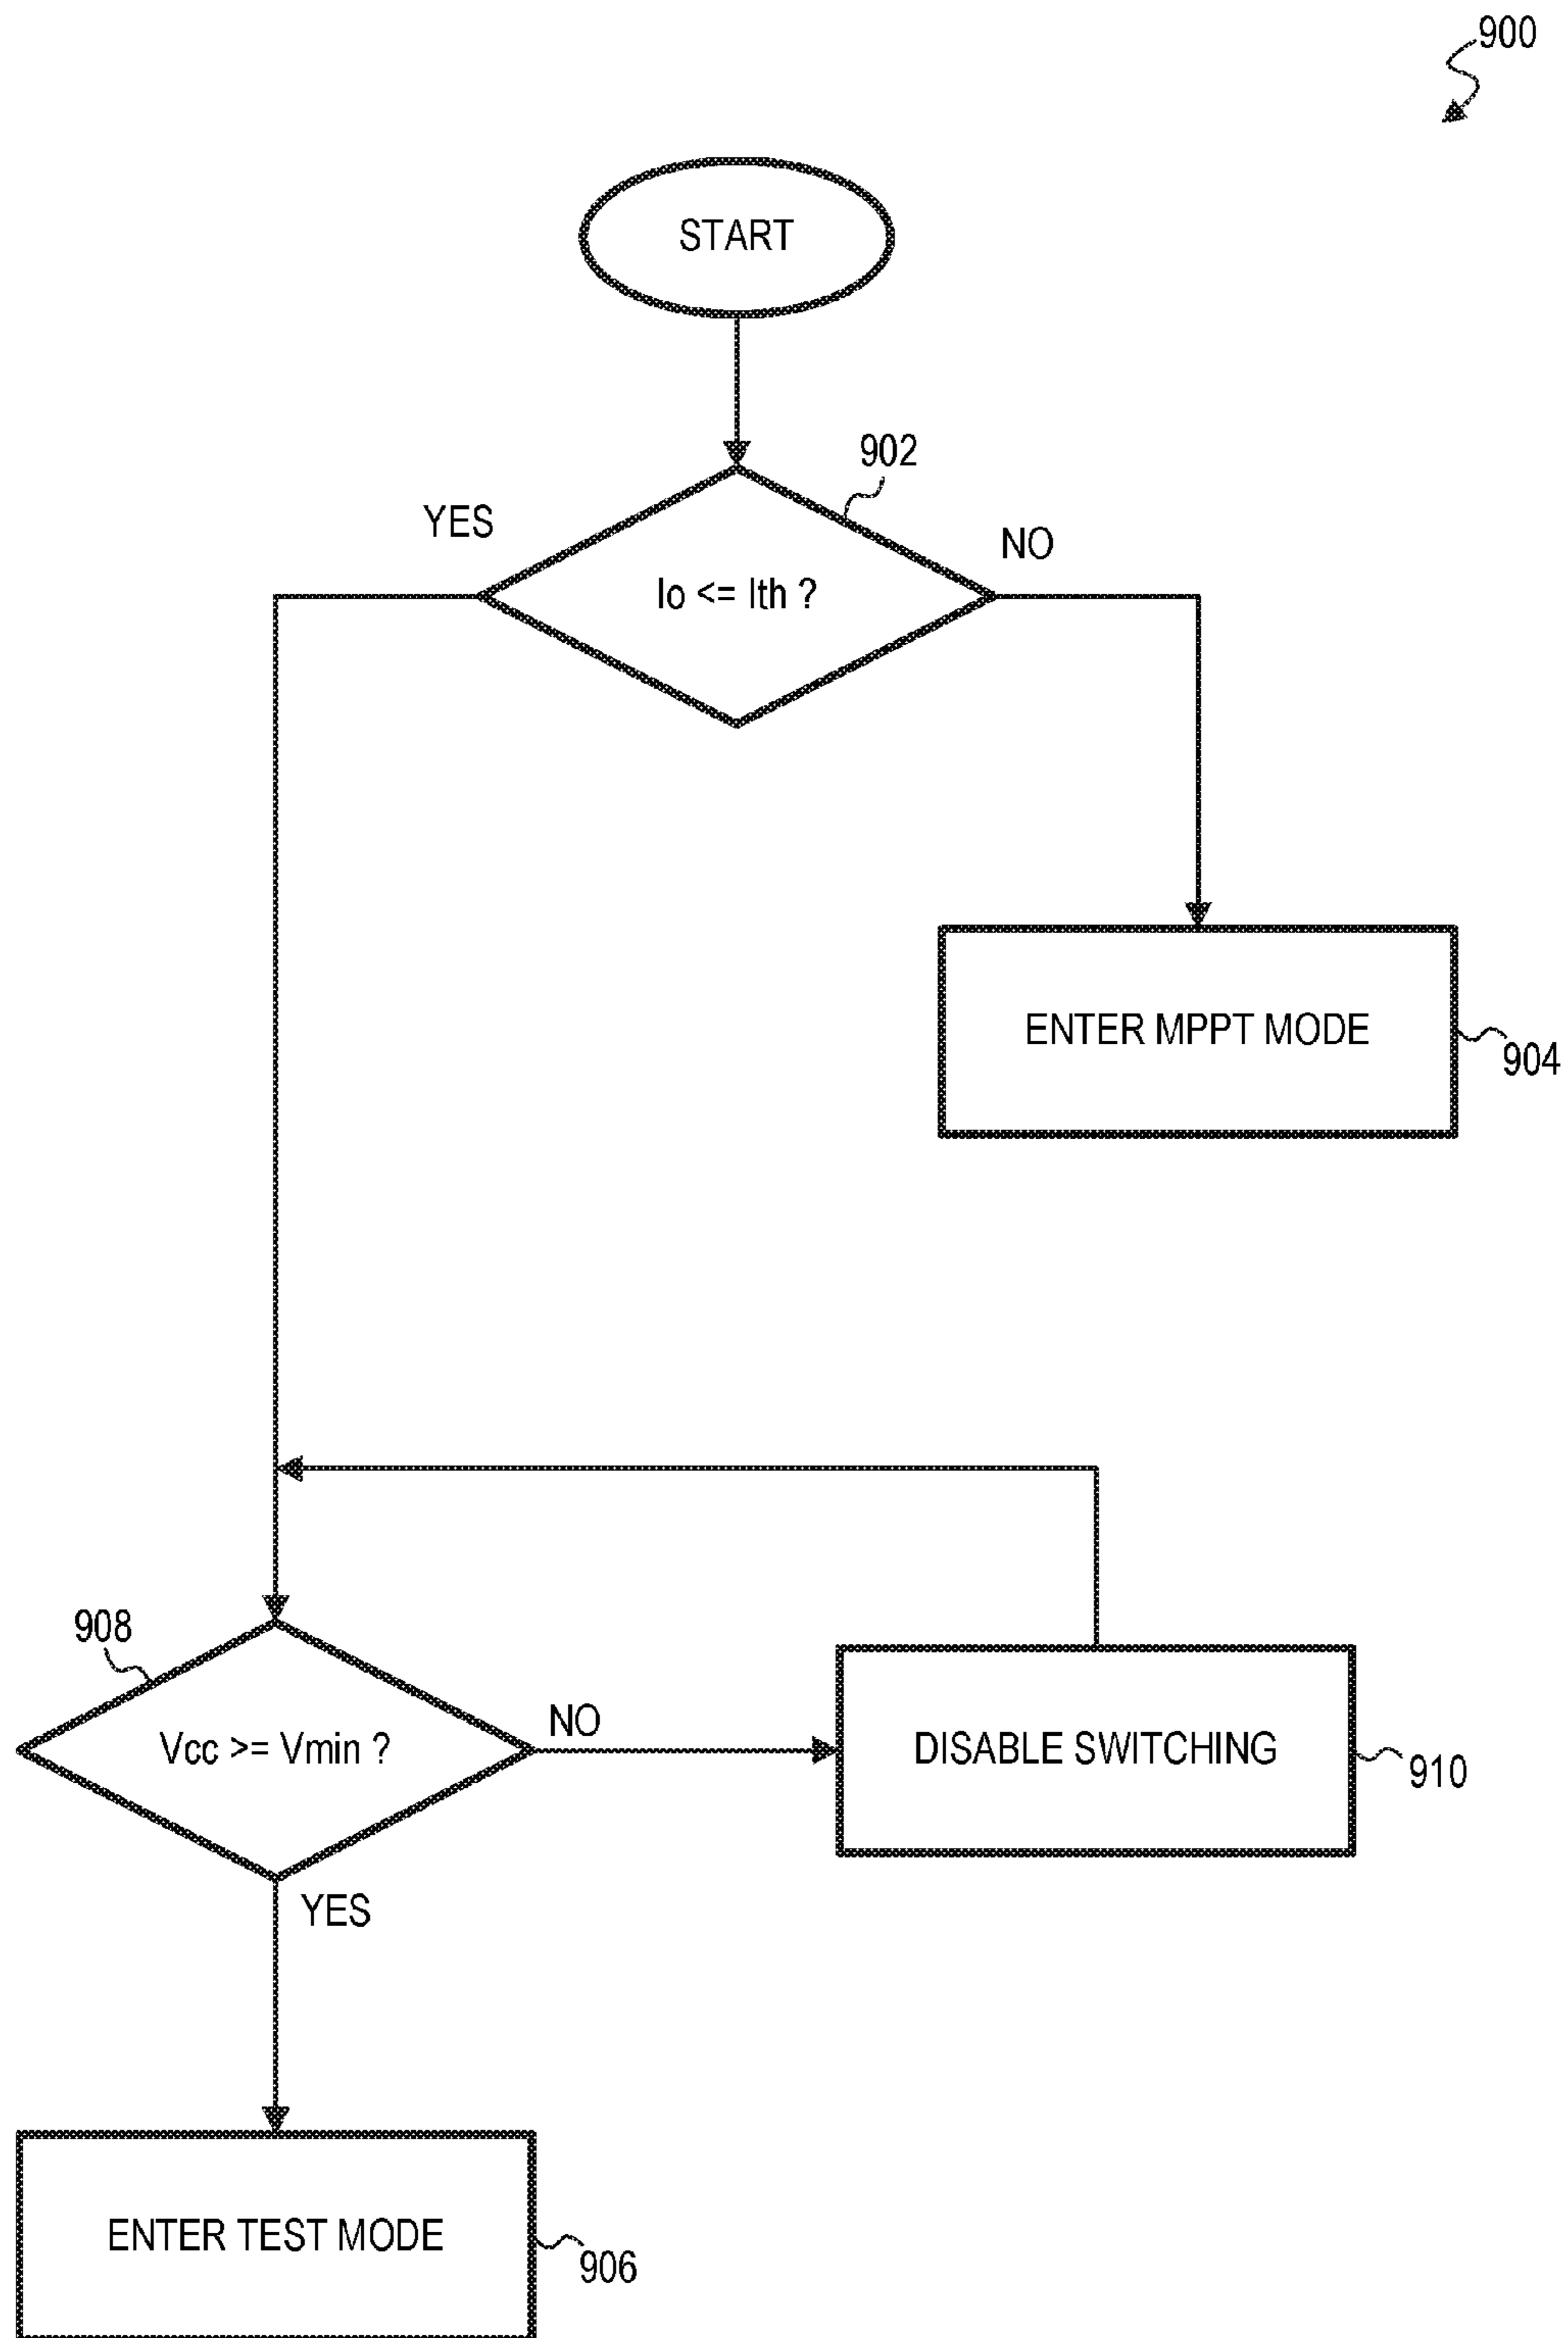 900
START
902
YES
NO
Io <= Ith ?
ENTER MPPT MODE
904
908
NO
Vcc >= Vmin ?
DISABLE SWITCHING
910
YES
ENTER TEST MODE
906